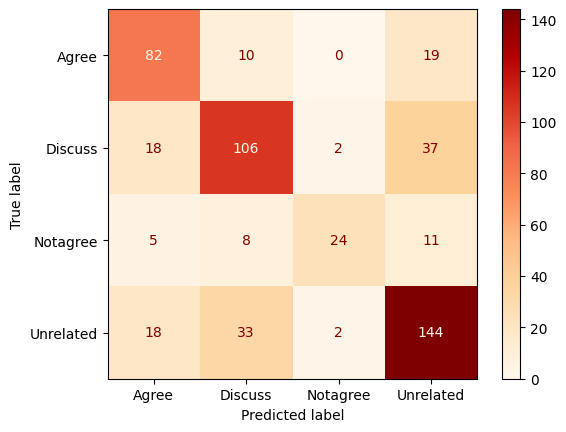 Agree 82 10 0 19
Discuss 18 106 2 37
Notagree 5 8 24 11
Unrelated 18 33 2 144
Agree Discuss Notagree Unrelated
Predicted label
True label
140
120
100
80
60
40
20
0